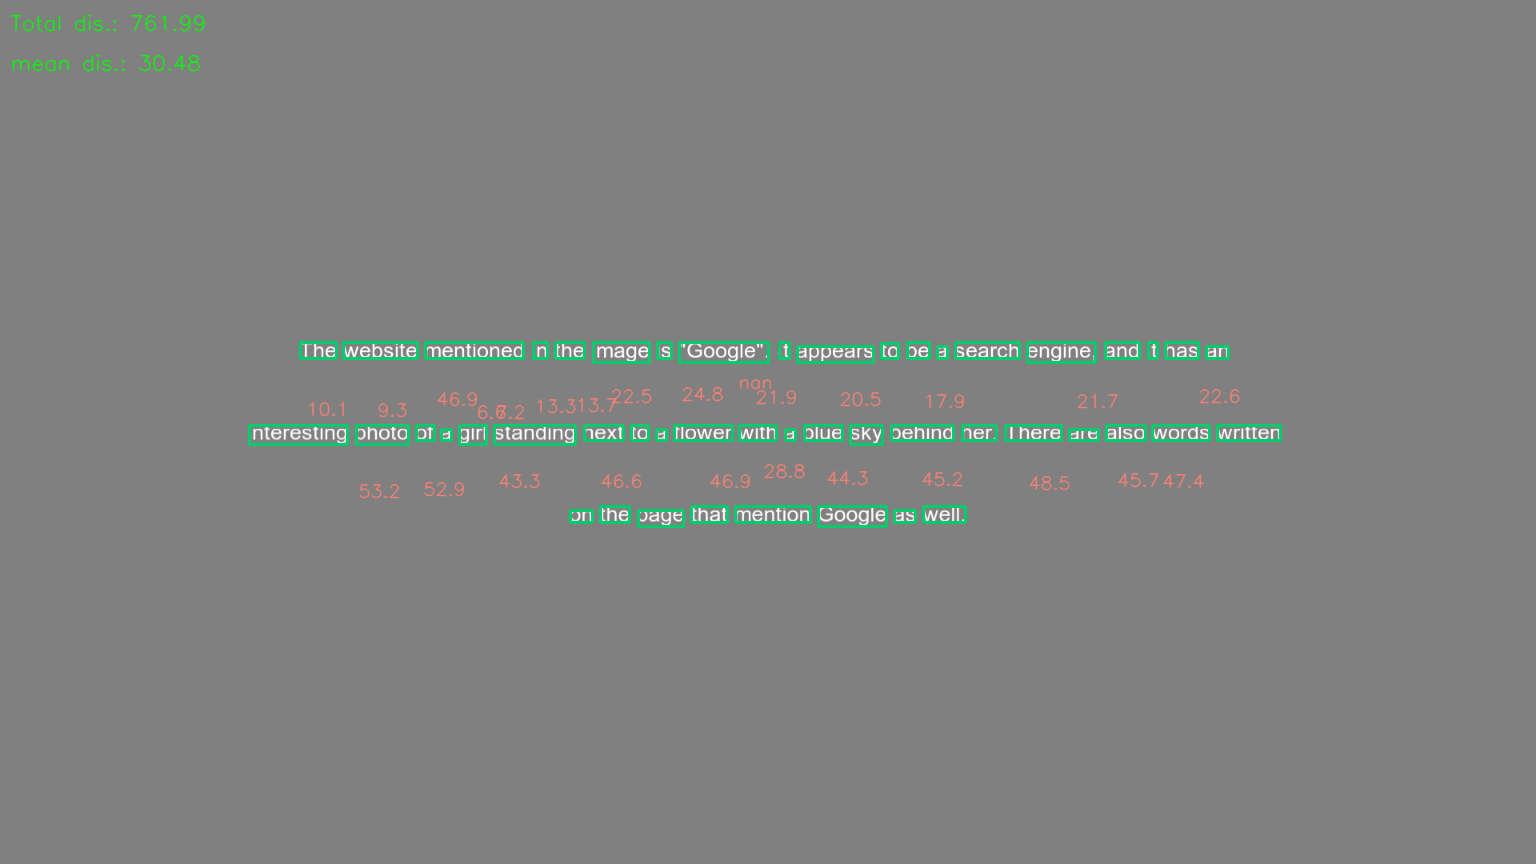 Total dis.: 761.99
mean dis.: 30.48
The website mentioned in the image is "Google". It appears to be a search engine, and it has an
nan
10.1 9.3 46.9 13.3 13.7 22.5 24.8 21.9 20.5 17.9 21.7 22.6
interesting photo of a girl standing next to a flower with a blue sky behind her. There are also words written
53.2 52.9 43.3 46.6 46.9 28.8 44.3 45.2 48.5 45.7 47.4
on the page that mention Google as well.